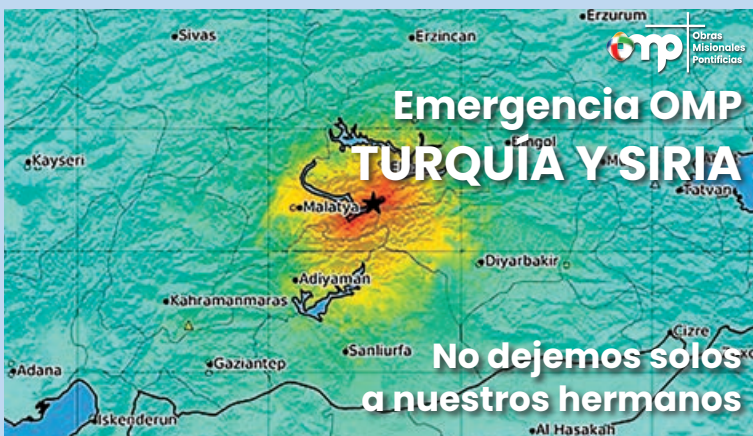 Erzurum
Sivas
Erzincan
omp
Obras
Misionales
Pontificias
Emergencia OMP
Bingol
TURQUÍA Y SIRIA
Kayseri
Tatvan
Malatya
Diyarbakir
Adiyaman
Kahramanmaras
Cizre
Sanliurfa
No dejemos solos
Gaziantep
Adana
a nuestros hermanos
Iskenderun
Al Hasakah